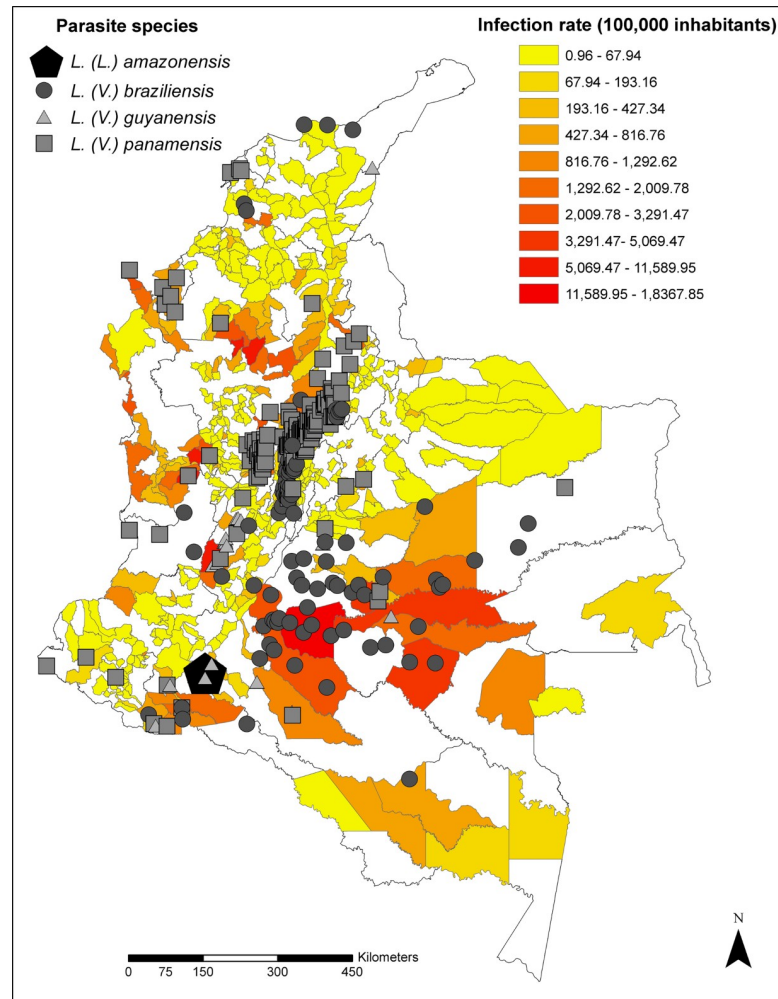 Parasite species
L. (L.) amazonensis
L. (V.) braziliensis
L. (V.) guyanensis
L. (V.) panamensis
Infection rate (100,000 inhabitants)
0.96 - 67.94
67.94 - 193.16
193.16 - 427.34
427.34 - 816.76
816.76 - 1,292.62
1,292.62 - 2,009.78
2,009.78 - 3,291.47
3,291.47- 5,069.47
5,069.47 - 11,589.95
11,589.95 - 1,8367.85
N
Kilometers
0 75 150 300 450